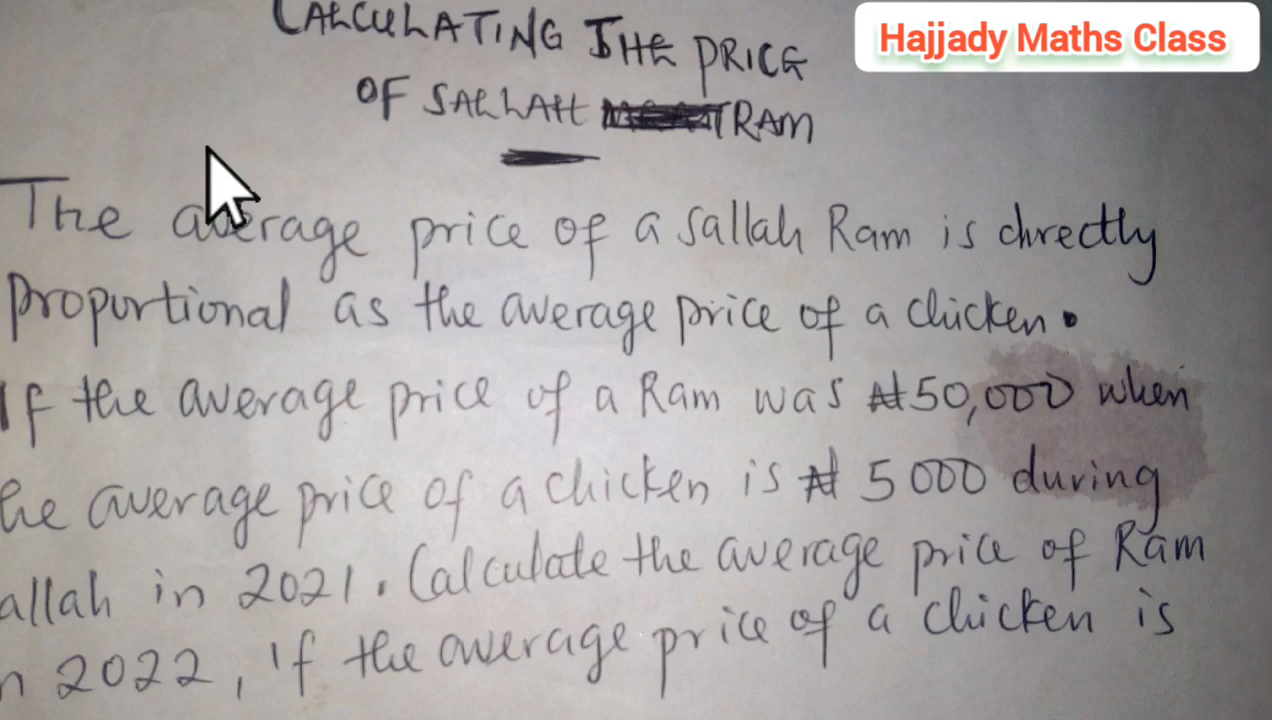 Hajjady Maths Class
CALCULATING THE PRICE
OF SALLAH RAM
The average price of a Sallah Ram is directly
proportional as the average price of a chicken.
If the average price of a Ram was ₦50,000 when
he average price of a chicken is ₦ 5000 during
allah in 2021. Calculate the average price of Ram
n 2022, if the average price of a chicken is